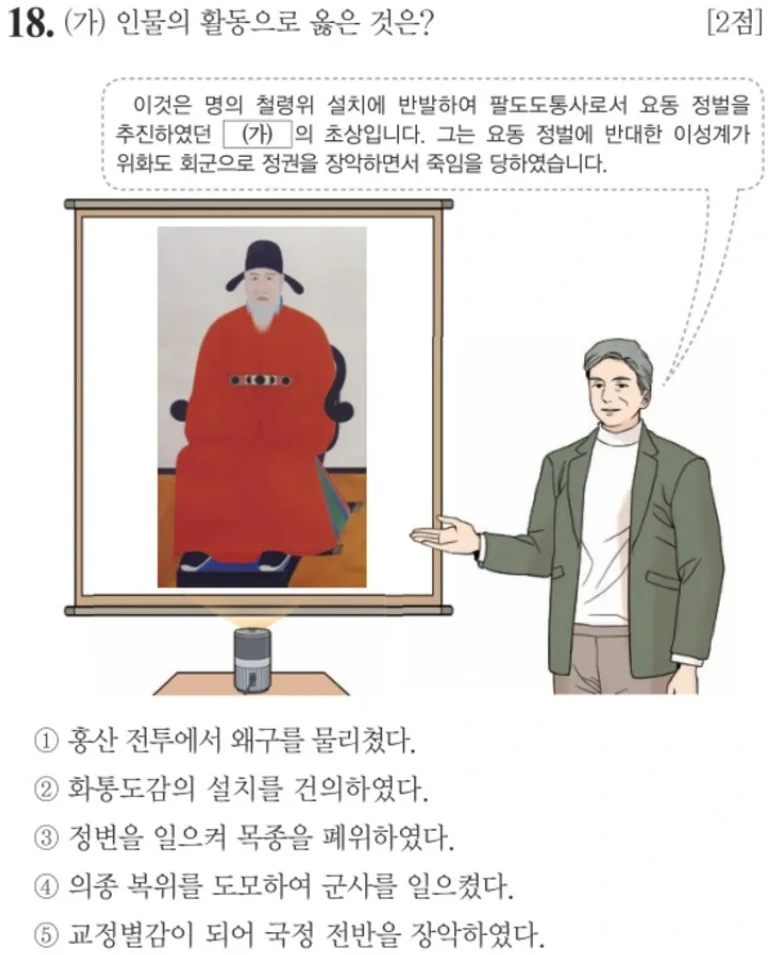 18. (가) 인물의 활동으로 옳은 것은? [2점]
이것은 명의 철령위 설치에 반발하여 팔도도통사로서 요동 정벌을
추진하였던 (가) 의 초상입니다. 그는 요동 정벌에 반대한 이성계가
위화도 회군으로 정권을 장악하면서 죽임을 당하였습니다.
① 홍산 전투에서 왜구를 물리쳤다.
② 화통도감의 설치를 건의하였다.
③ 정변을 일으켜 목종을 폐위하였다.
④ 의종 복위를 도모하여 군사를 일으켰다.
⑤ 교정별감이 되어 국정 전반을 장악하였다.